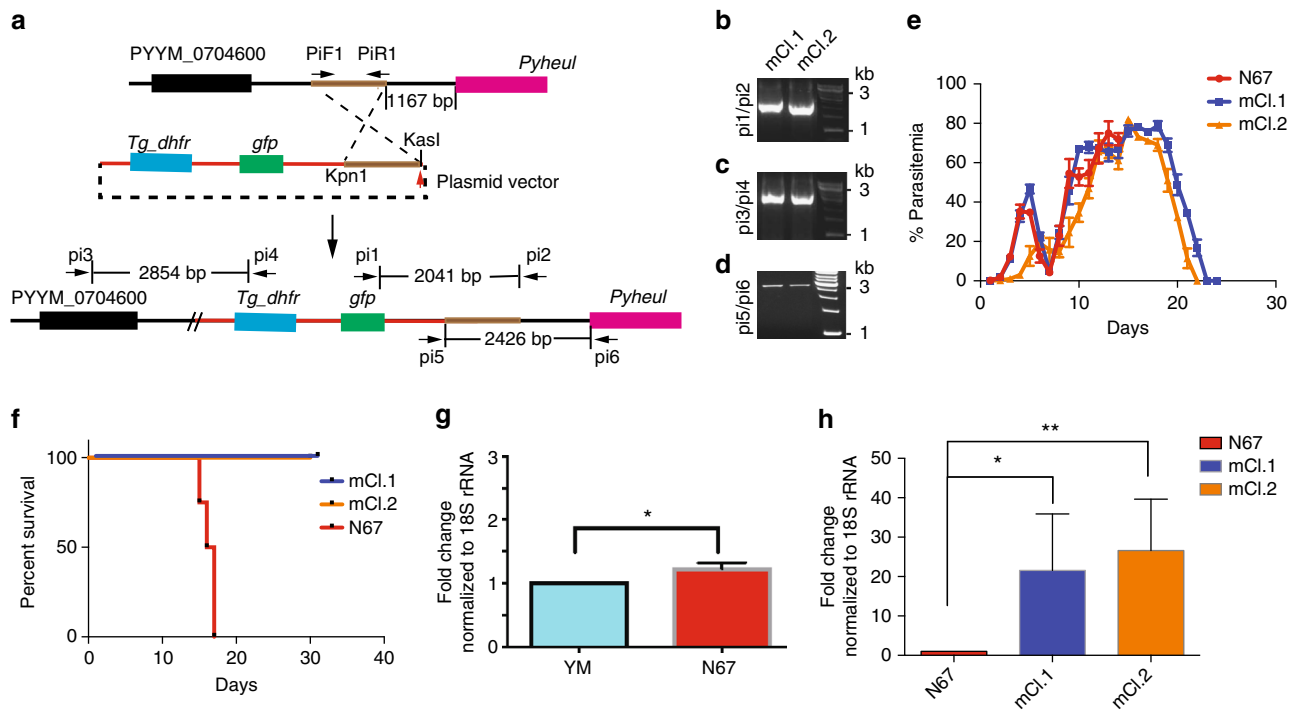 a
PYYM_0704600
PiF1
PiR1
Pyheul
1167 bp
KasI
Tg_dhfr
gfp
Kpn1
Plasmid vector
pi3
pi4
pi1
pi2
2854 bp
2041 bp
PYYM_0704600
Tg_dhfr
gfp
Pyheul
2426 bp
pi5
pi6
b
mCl.1
mCl.2
kb
pi1/pi2
3
1
c
kb
pi3/pi4
3
1
d
kb
pi5/pi6
3
1
e
N67
mCl.1
mCl.2
% Parasitemia
100
80
60
40
20
0
0
10
20
30
Days
f
Percent survival
100
50
0
mCl.1
mCl.2
N67
0
20
40
Days
g
Fold change
normalized to 18S rRNA
3
2
1
0
*
YM
N67
h
Fold change
normalized to 18S rRNA
50
40
30
20
10
0
**
*
N67
mCl.1
mCl.2
N67
mCl.1
mCl.2